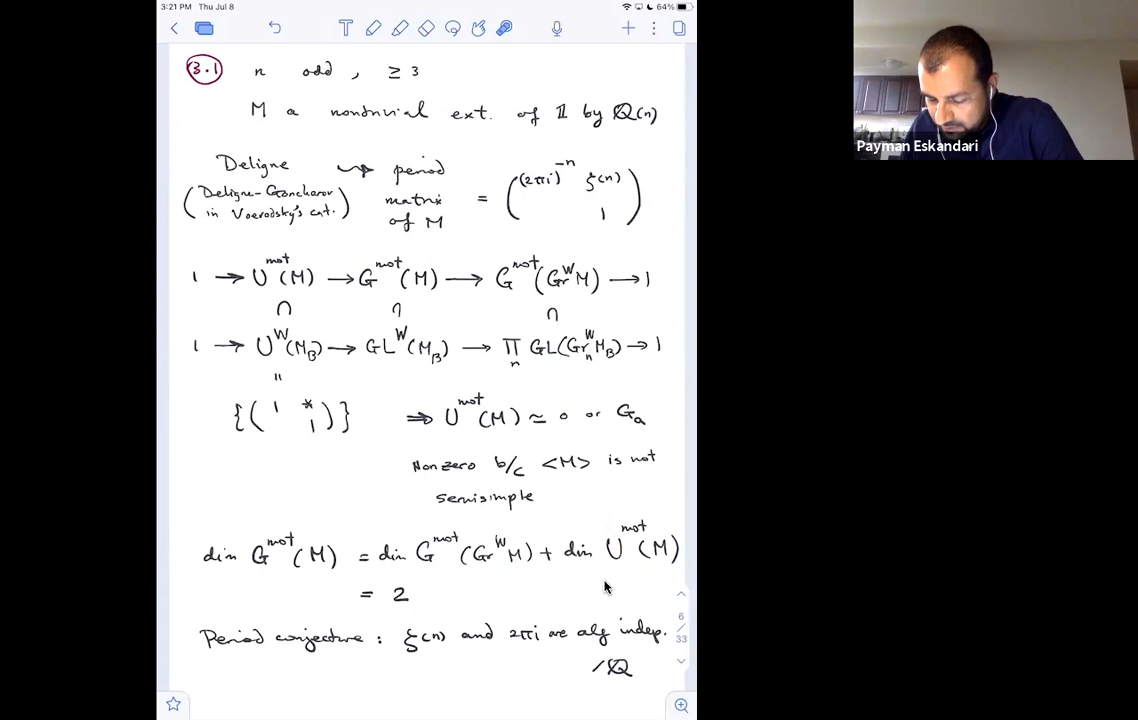 3:21 PM Thu Jul 8
64%
3.1 n odd, ≥ 3
M a nontrivial ext. of 𝟙 by ℚ(n)
Deligne ⇝ period matrix of M = ( (2πi)^{-n} ζ(n) ; 1 )
(Deligne-Goncharov in Voevodsky's cat.)
1 → U^{mot}(M) → G^{mot}(M) → G^{mot}(Gr^W M) → 1
∩ ∩ ∩
1 → U^W(M_B) → GL^W(M_B) → ∏_n GL(Gr_n^W M_B) → 1
"
{( 1 * ; 1 )} ⇒ U^{mot}(M) ≃ 0 or G_a
Nonzero b/c <M> is not
semisimple
dim G^{mot}(M) = dim G^{mot}(Gr^W M) + dim U^{mot}(M)
= 2
Period conjecture : ζ(n) and 2πi are alg indep.
/ℚ
6
/
33
Payman Eskandari